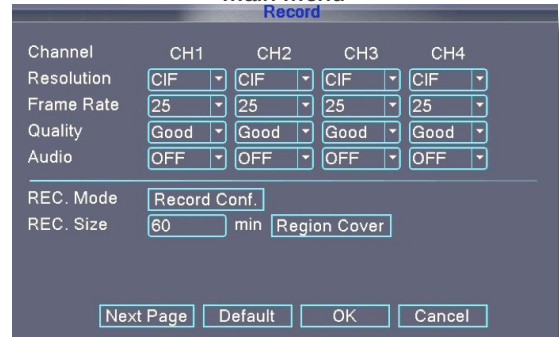 Record
Channel CH1 CH2 CH3 CH4
Resolution CIF CIF CIF CIF
Frame Rate 25 25 25 25
Quality Good Good Good Good
Audio OFF OFF OFF OFF
REC. Mode Record Conf.
REC. Size 60 min Region Cover
Next Page Default OK Cancel